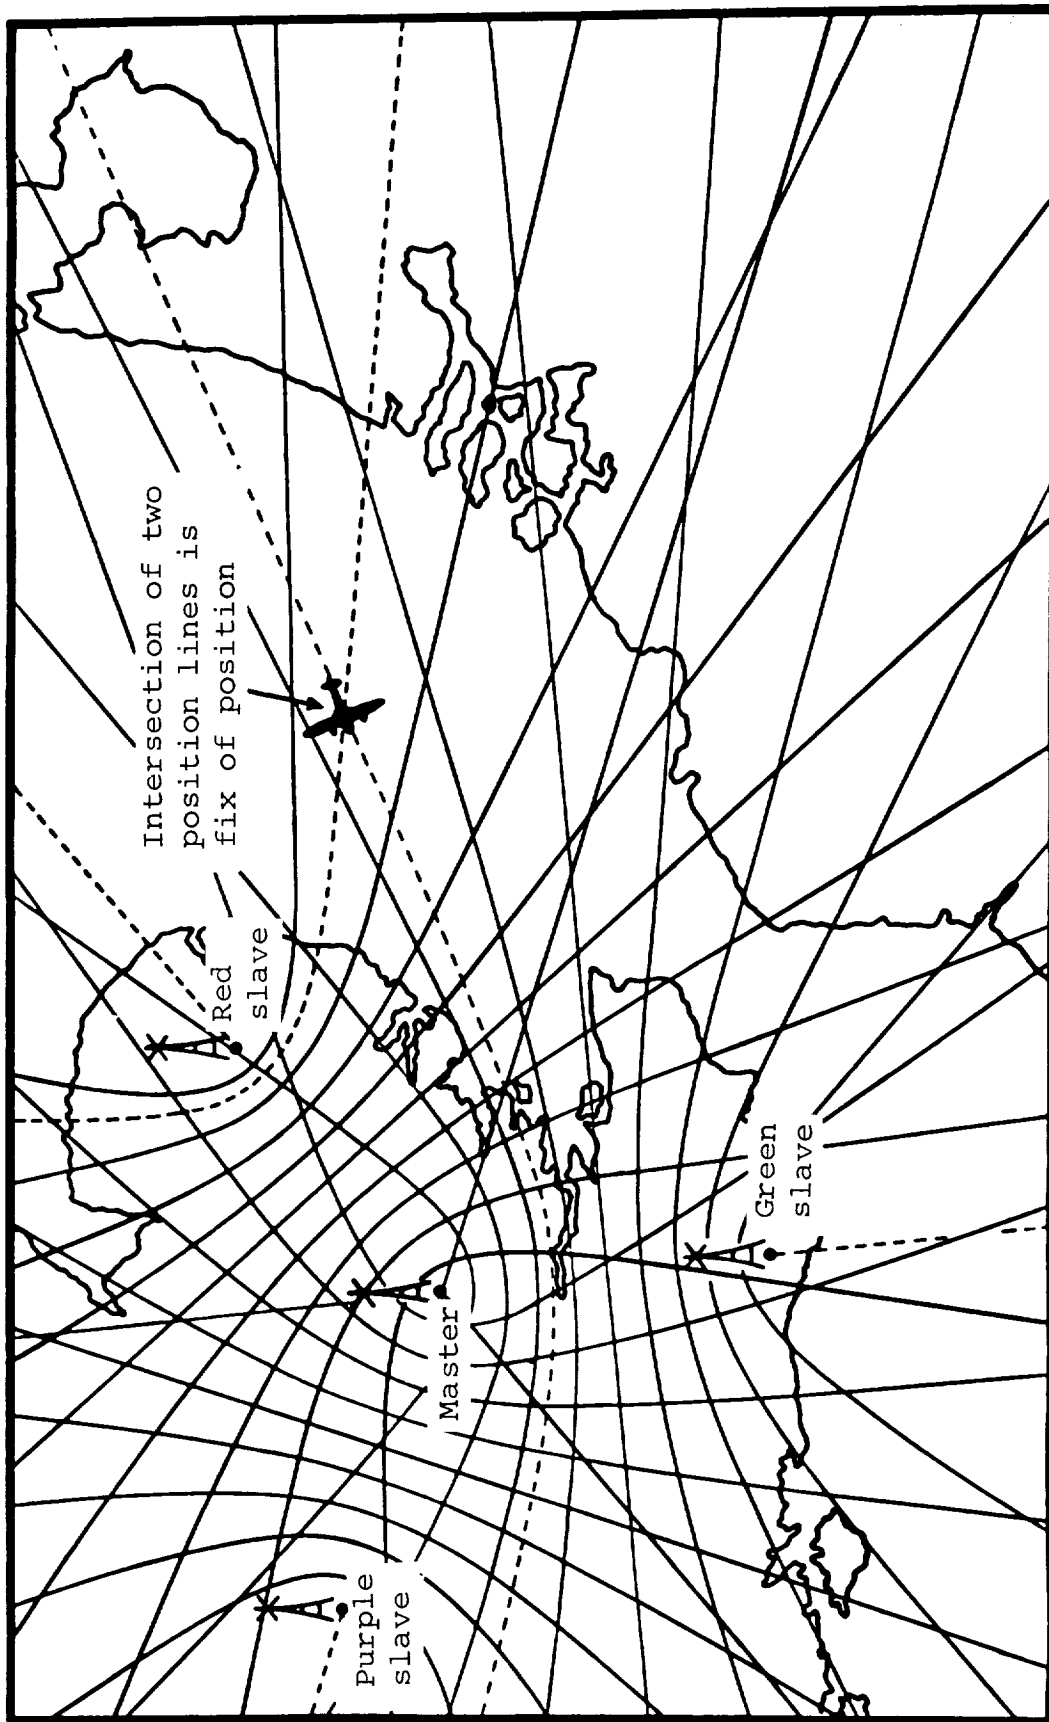 Intersection of two
position lines is
fix of position
Red
slave
Master
Green
slave
Purple
slave